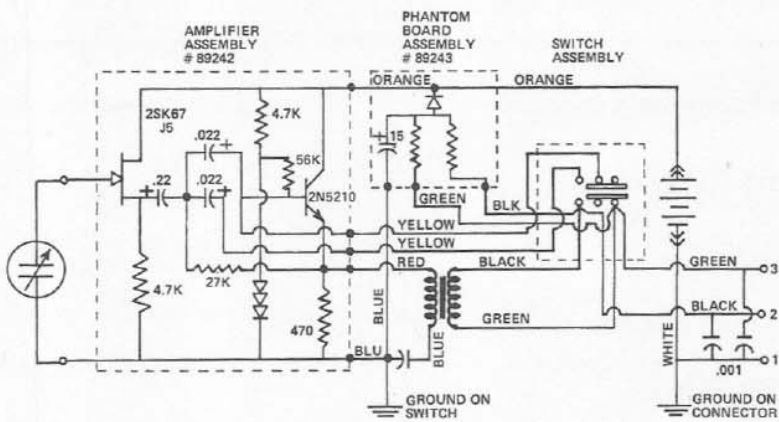 AMPLIFIER
ASSEMBLY
# 89242
PHANTOM
BOARD
ASSEMBLY
# 89243
SWITCH
ASSEMBLY
ORANGE
ORANGE
2SK67
J5
4.7K
.022
+
+ 15
56K
+
.22
.022
+
2N5210
GREEN
BLK
YELLOW
YELLOW
RED
BLACK
GREEN
3
27K
4.7K
470
BLUE
BLUE
GREEN
BLACK
2
WHITE
BLU
.001
1
GROUND ON
SWITCH
GROUND ON
CONNECTOR